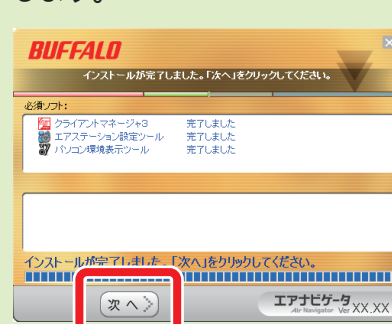 BUFFALO
インストールが完了しました。「次へ」をクリックしてください。
必須ソフト:
クライアントマネージャ3 完了しました
エアステーション設定ツール 完了しました
パソコン環境表示ツール 完了しました
インストールが完了しました。「次へ」をクリックしてください。
次へ
エアナビゲータ
Air Navigator Ver XX.XX